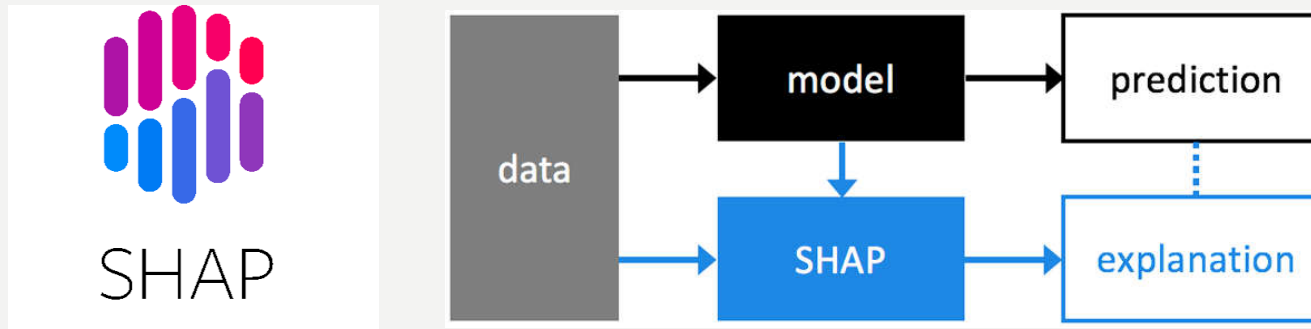 SHAP
data
model
prediction
SHAP
explanation